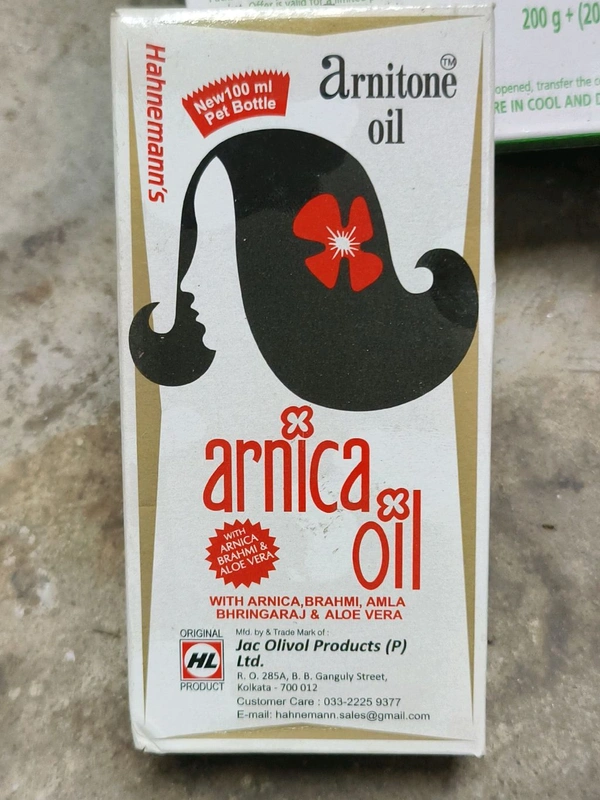 200 g + (20
opened, transfer the c
RE IN COOL AND D
Hahnemann's
New 100 ml
Pet Bottle
arnitone™
oil
arnica
oil
WITH
ARNICA
BRAHMI &
ALOE VERA
WITH ARNICA,BRAHMI, AMLA
BHRINGARAJ & ALOE VERA
ORIGINAL
HL
PRODUCT
Mfd. by & Trade Mark of :
Jac Olivol Products (P)
Ltd.
R. O. 285A, B. B. Ganguly Street,
Kolkata - 700 012
Customer Care : 033-2225 9377
E-mail: hahnemann.sales@gmail.com